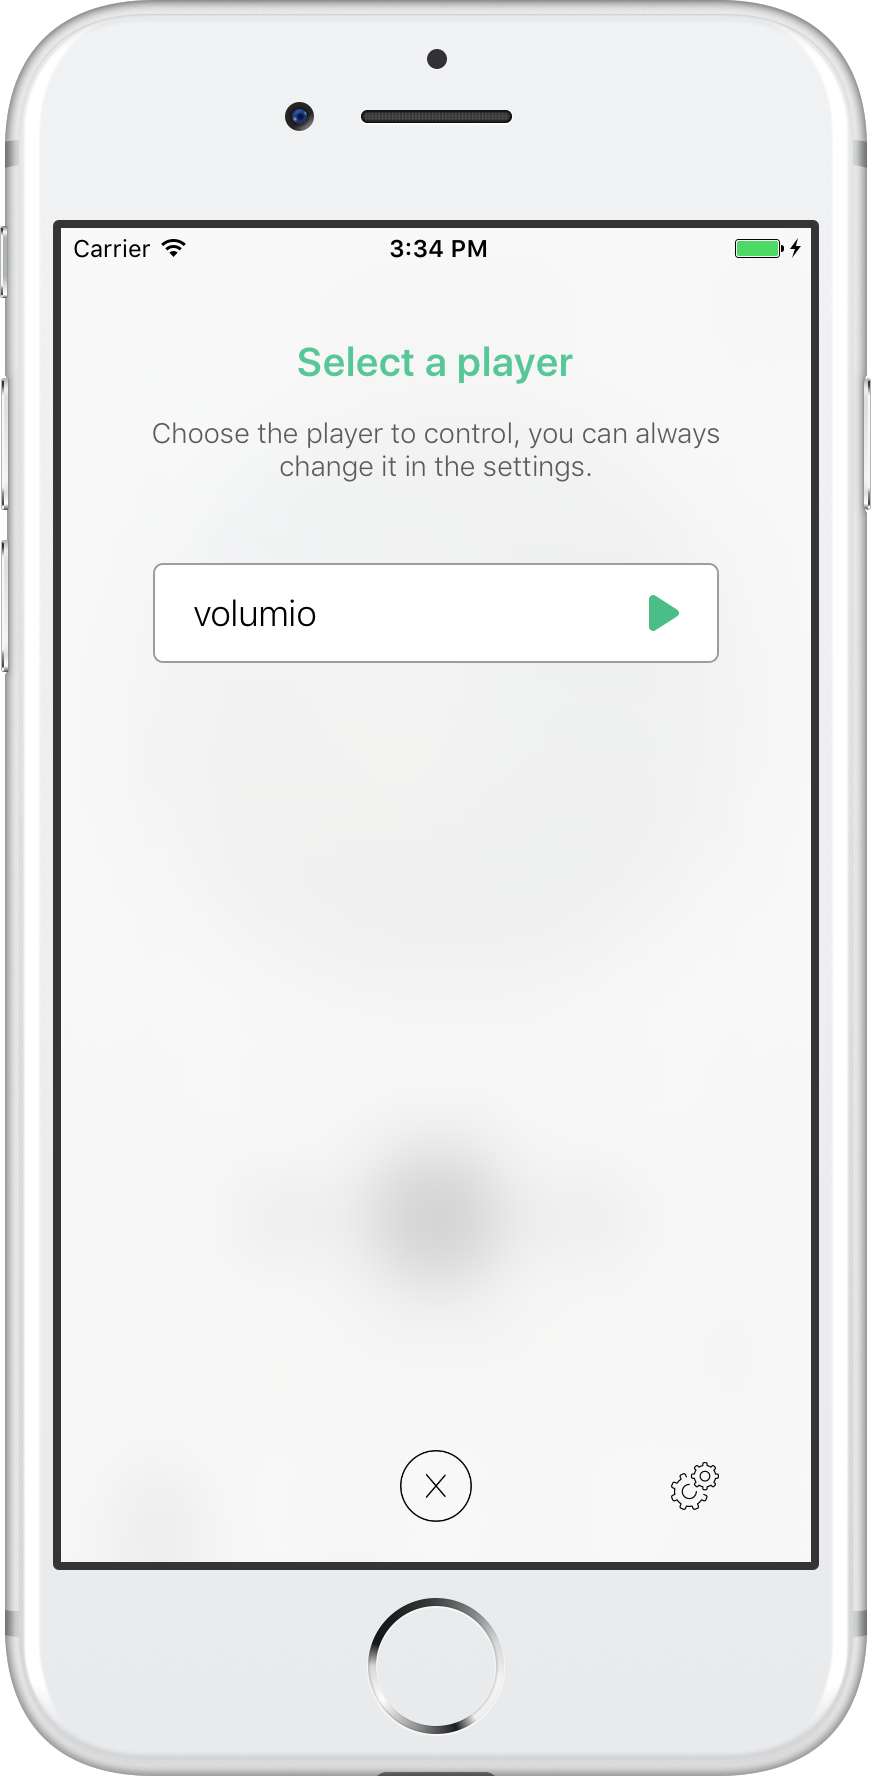 Carrier 3:34 PM
Select a player
Choose the player to control, you can always
change it in the settings.
volumio